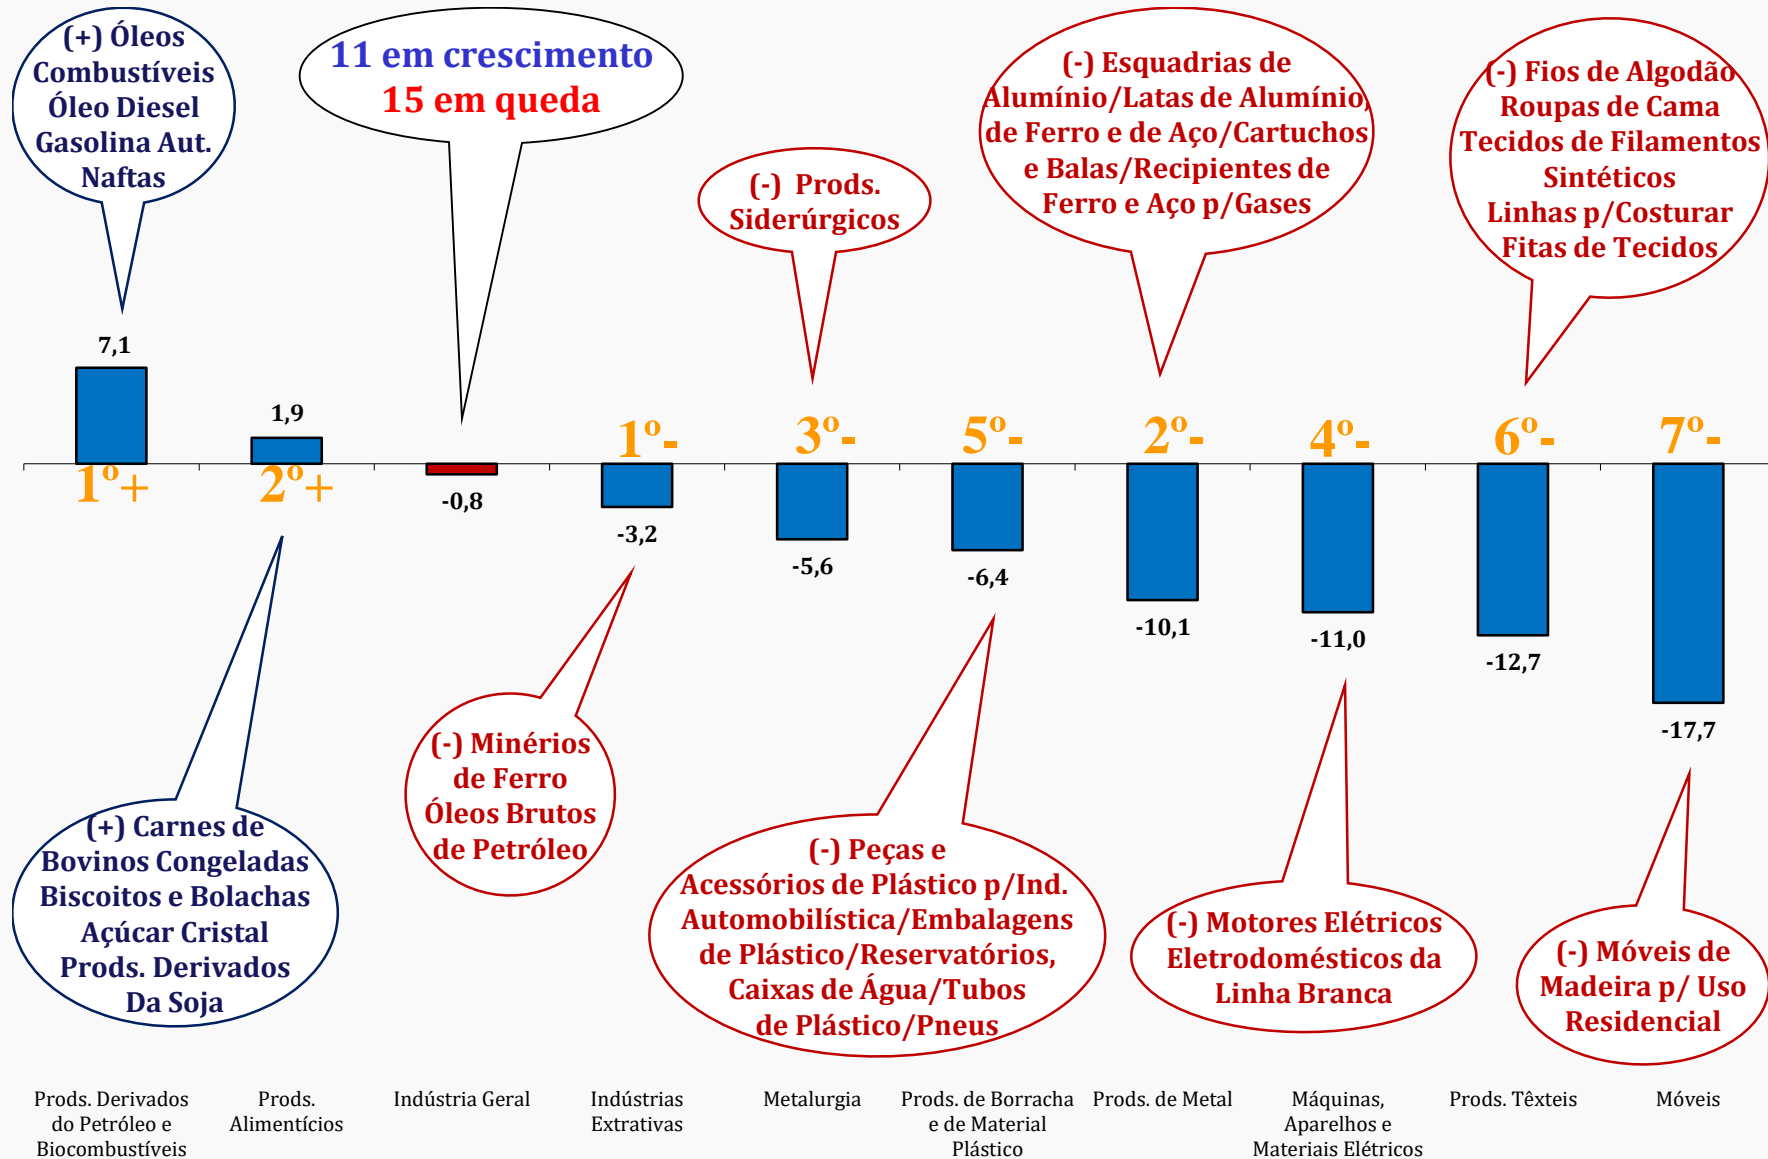 (+) Óleos
Combustíveis
Óleo Diesel
Gasolina Aut.
Naftas
11 em crescimento
15 em queda
(-) Prods.
Siderúrgicos
(-) Esquadrias de
Alumínio/Latas de Alumínio,
de Ferro e de Aço/Cartuchos
e Balas/Recipientes de
Ferro e Aço p/Gases
(-) Fios de Algodão
Roupas de Cama
Tecidos de Filamentos
Sintéticos
Linhas p/Costurar
Fitas de Tecidos
7,1
1,9
-0,8
-3,2
-5,6
-6,4
-10,1
-11,0
-12,7
-17,7
1º+
2º+
1º-
3º-
5º-
2º-
4º-
6º-
7º-
(+) Carnes de
Bovinos Congeladas
Biscoitos e Bolachas
Açúcar Cristal
Prods. Derivados
Da Soja
(-) Minérios
de Ferro
Óleos Brutos
de Petróleo
(-) Peças e
Acessórios de Plástico p/Ind.
Automobilística/Embalagens
de Plástico/Reservatórios,
Caixas de Água/Tubos
de Plástico/Pneus
(-) Motores Elétricos
Eletrodomésticos da
Linha Branca
(-) Móveis de
Madeira p/ Uso
Residencial
Prods. Derivados
do Petróleo e
Biocombustíveis
Prods.
Alimentícios
Indústria Geral
Indústrias
Extrativas
Metalurgia
Prods. de Borracha
e de Material
Plástico
Prods. de Metal
Máquinas,
Aparelhos e
Materiais Elétricos
Prods. Têxteis
Móveis